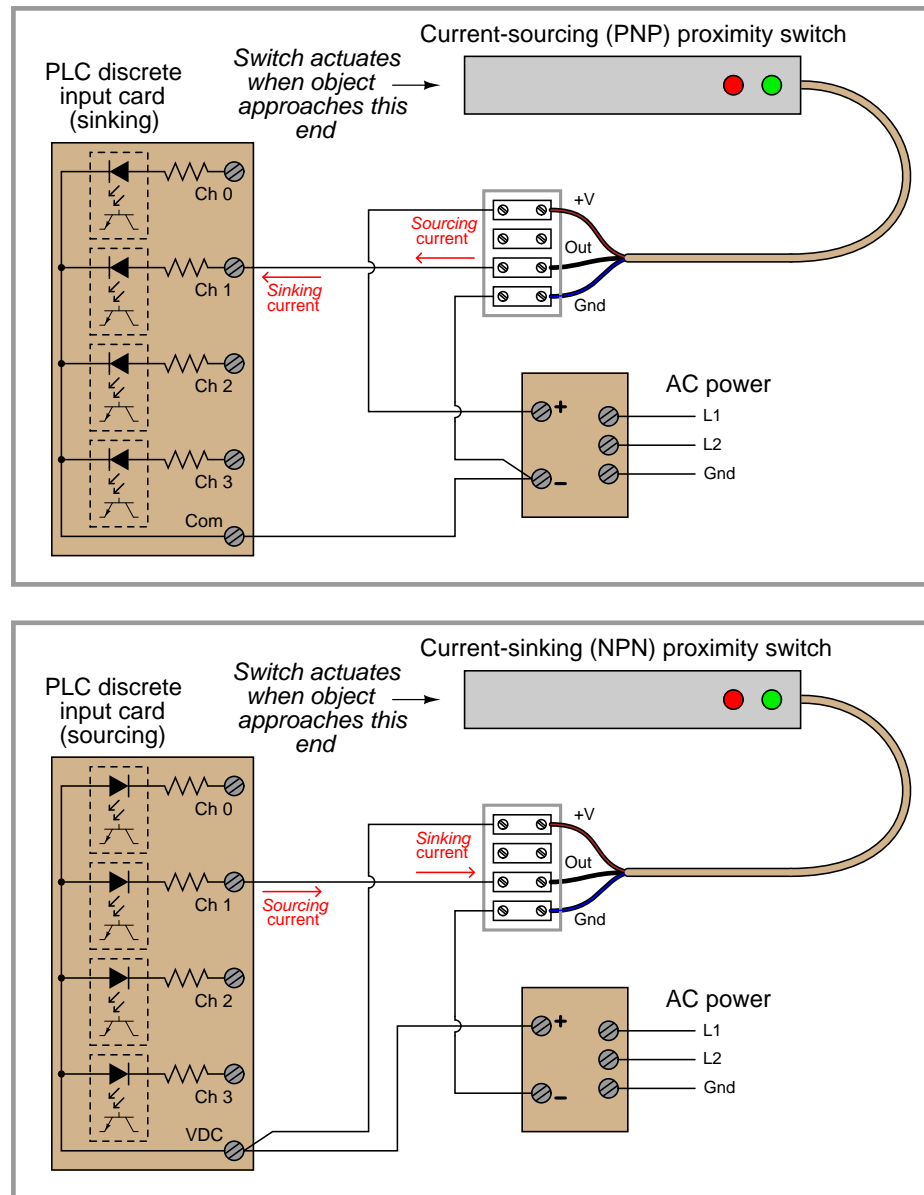 Current-sourcing (PNP) proximity switch
Switch actuates
when object
approaches this
end
PLC discrete
input card
(sinking)
Ch 0
Ch 1
Ch 2
Ch 3
Com
Sourcing
current
Sinking
current
+V
Out
Gnd
+
-
AC power
L1
L2
Gnd
Current-sinking (NPN) proximity switch
Switch actuates
when object
approaches this
end
PLC discrete
input card
(sourcing)
Ch 0
Ch 1
Ch 2
Ch 3
VDC
Sinking
current
Sourcing
current
+V
Out
Gnd
+
-
AC power
L1
L2
Gnd